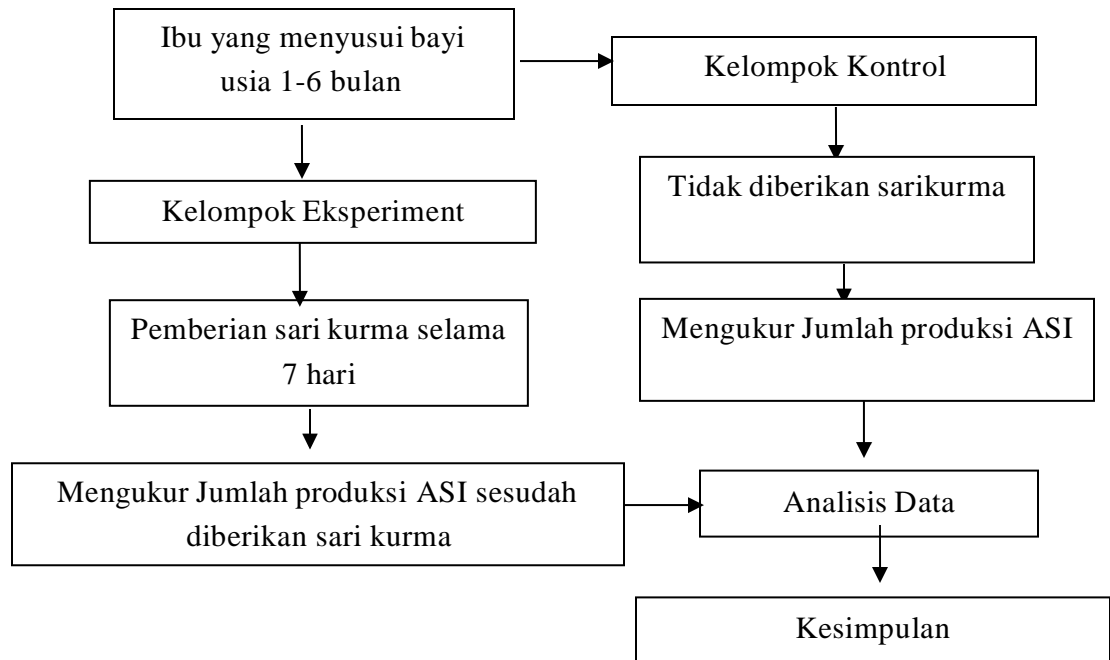 Ibu yang menyusui bayi
usia 1-6 bulan
Kelompok Kontrol
Kelompok Eksperiment
Tidak diberikan sarikurma
Pemberian sari kurma selama
7 hari
Mengukur Jumlah produksi ASI
Mengukur Jumlah produksi ASI sesudah
diberikan sari kurma
Analisis Data
Kesimpulan